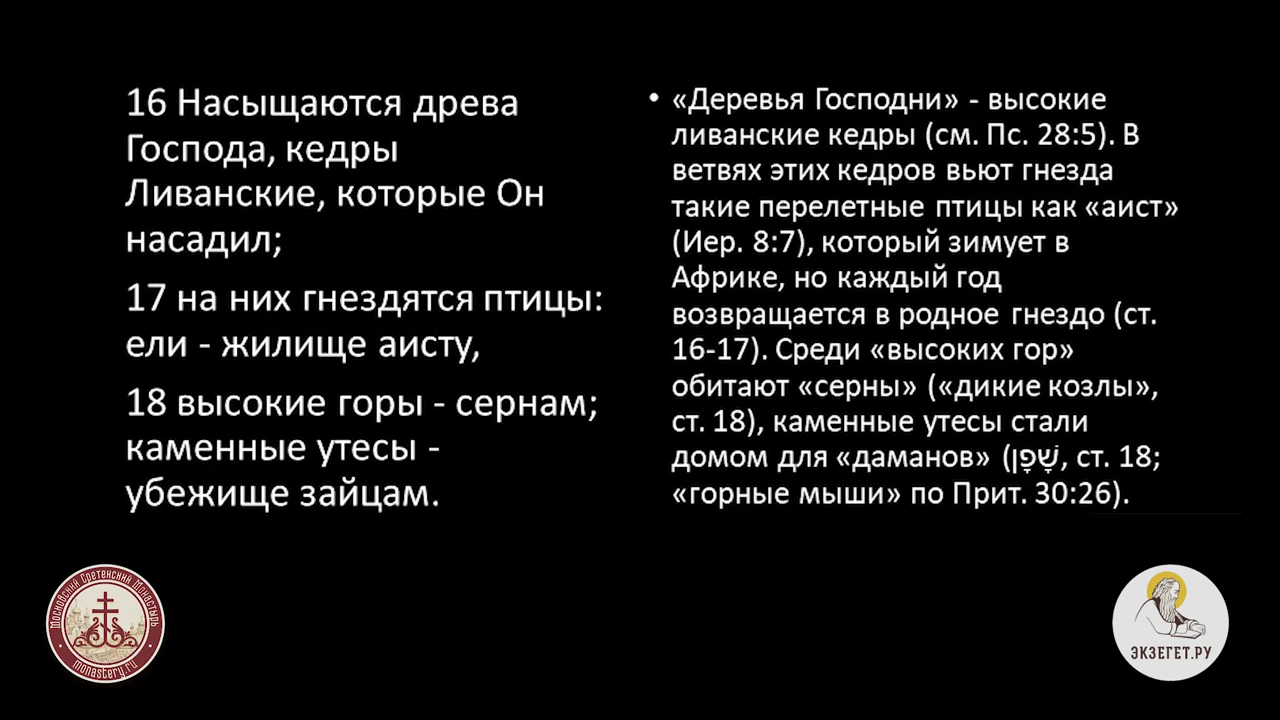 16 Насыщаются древа
Господа, кедры
Ливанские, которые Он
насадил;
17 на них гнездятся птицы:
ели - жилище аисту,
18 высокие горы - сернам;
каменные утесы -
убежище зайцам.
• «Деревья Господни» - высокие
ливанские кедры (см. Пс. 28:5). В
ветвях этих кедров вьют гнезда
такие перелетные птицы как «аист»
(Иер. 8:7), который зимует в
Африке, но каждый год
возвращается в родное гнездо (ст.
16-17). Среди «высоких гор»
обитают «серны» («дикие козлы»,
ст. 18), каменные утесы стали
домом для «даманов» (שָׁפָן, ст. 18;
«горные мыши» по Прит. 30:26).
Московский Сретенский Монастырь
monastery.ru
ЭКЗЕГЕТ.РУ